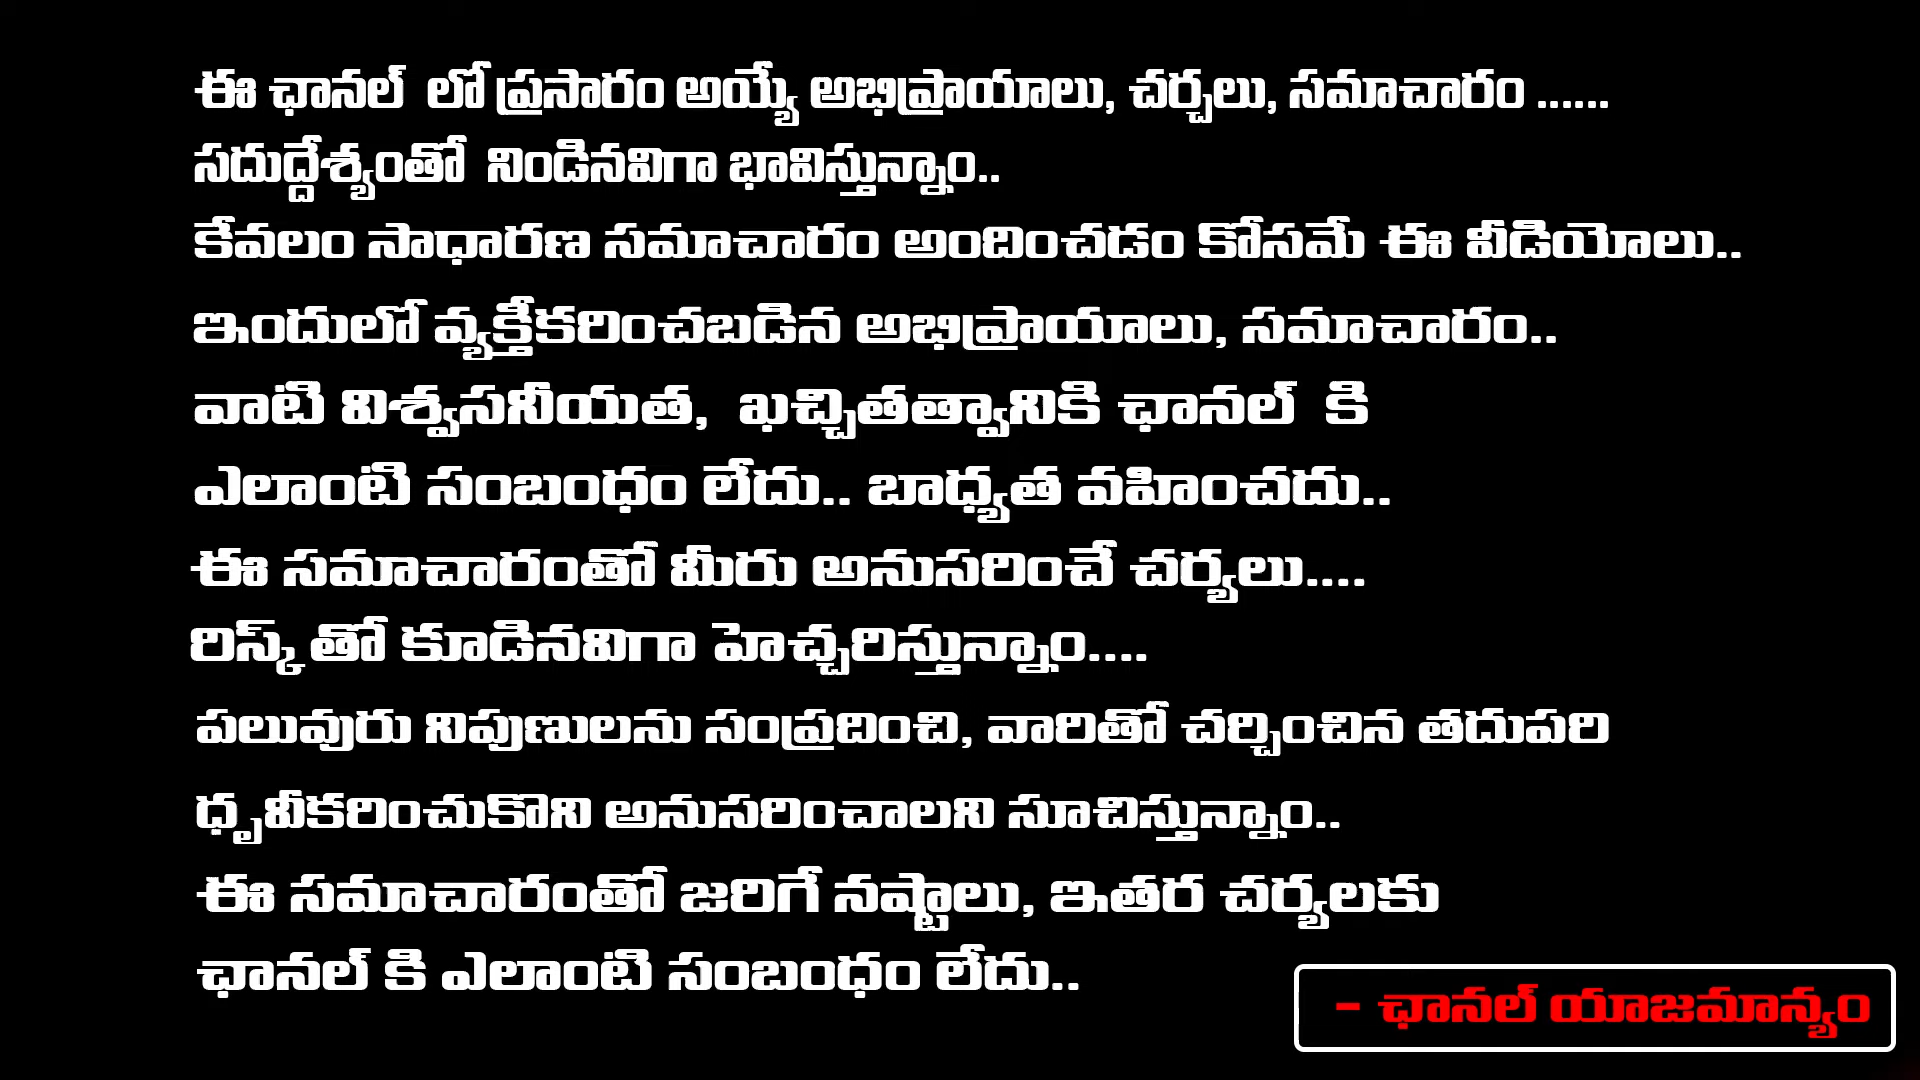 ఈ ఛానల్ లో ప్రసారం అయ్యే అభిప్రాయాలు, చర్చలు, సమాచారం ......
సదుద్దేశ్యంతో నిండినవిగా భావిస్తున్నాం..
కేవలం సాధారణ సమాచారం అందించడం కోసమే ఈ వీడియోలు..
ఇందులో వ్యక్తీకరించబడిన అభిప్రాయాలు, సమాచారం..
వాటి విశ్వసనీయత, ఖచ్చితత్వానికి ఛానల్ కి
ఎలాంటి సంబంధం లేదు.. బాధ్యత వహించదు..
ఈ సమాచారంతో మీరు అనుసరించే చర్యలు....
రిస్క్ తో కూడినవిగా హెచ్చరిస్తున్నాం....
పలువురు నిపుణులను సంప్రదించి, వారితో చర్చించిన తదుపరి
ధృవీకరించుకొని అనుసరించాలని సూచిస్తున్నాం..
ఈ సమాచారంతో జరిగే నష్టాలు, ఇతర చర్యలకు
ఛానల్ కి ఎలాంటి సంబంధం లేదు..
- ఛానల్ యాజమాన్యం